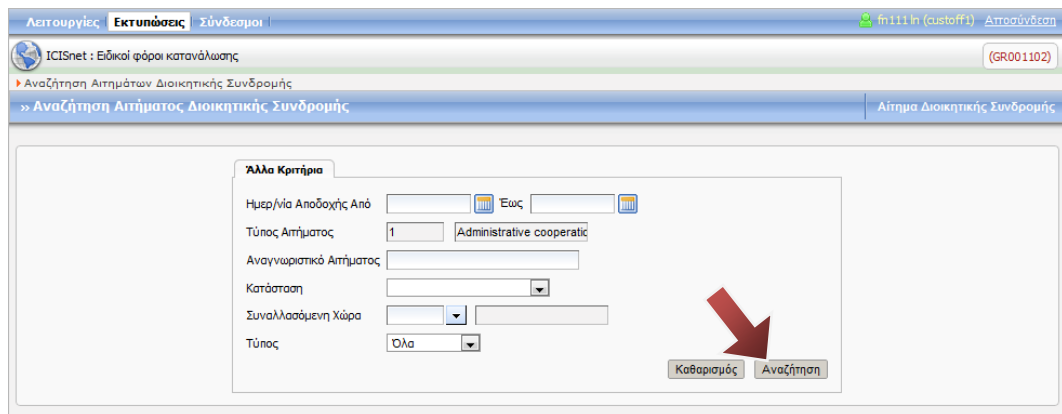 Λειτουργίες Εκτυπώσεις Σύνδεσμοι fn111 ln (custoff1) Αποσύνδεση
ICISnet : Ειδικοί φόροι κατανάλωσης (GR001102)
Αναζήτηση Αιτημάτων Διοικητικής Συνδρομής
» Αναζήτηση Αιτήματος Διοικητικής Συνδρομής Αίτημα Διοικητικής Συνδρομής
Άλλα Κριτήρια
Ημερ/νία Αποδοχής Από Έως
Τύπος Αιτήματος 1 Administrative cooperatic
Αναγνωριστικό Αιτήματος
Κατάσταση
Συναλλασόμενη Χώρα
Τύπος Όλα
Καθαρισμός Αναζήτηση